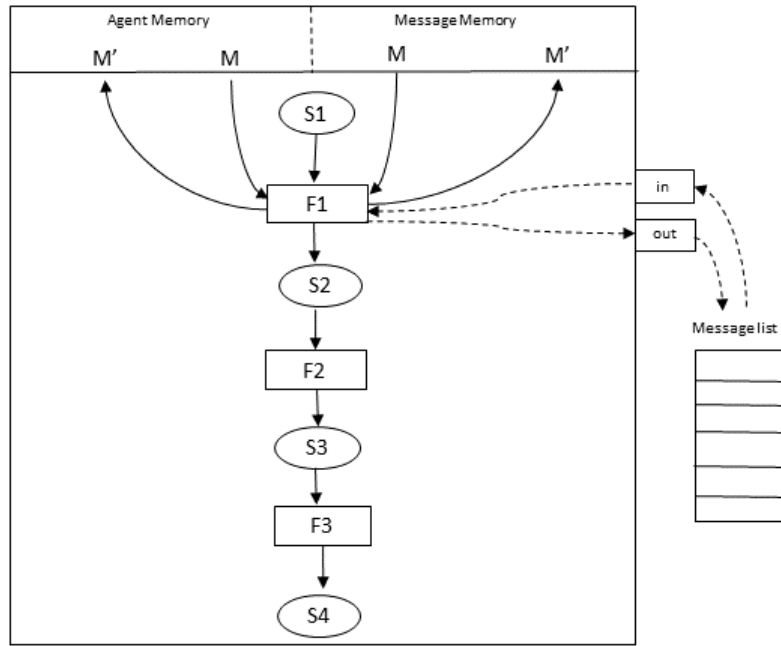 Agent Memory
Message Memory
M’
M
M
M’
S1
F1
in
out
S2
Message list
F2
S3
F3
S4